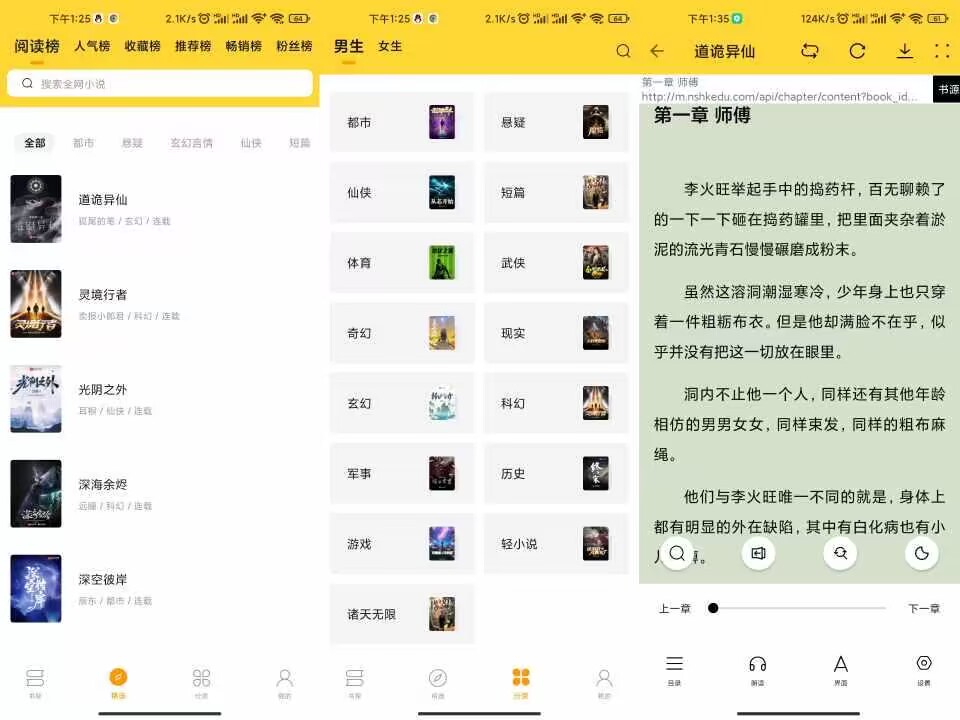 下午1:25
2.1K/s
64
阅读榜 人气榜 收藏榜 推荐榜 畅销榜 粉丝榜
搜索全网小说
全部 都市 悬疑 玄幻言情 仙侠 短篇
道诡异仙
狐尾的笔 / 玄幻 / 连载
灵境行者
卖报小郎君 / 科幻 / 连载
光阴之外
耳根 / 仙侠 / 连载
深海余烬
远瞳 / 科幻 / 连载
深空彼岸
辰东 / 都市 / 连载
书架 精选 分类 我的
下午1:25
2.1K/s
64
男生 女生
都市
悬疑
仙侠
短篇
体育
武侠
奇幻
现实
玄幻
科幻
军事
历史
游戏
轻小说
诸天无限
书架 精选 分类 我的
下午1:35
124K/s
61
道诡异仙
第一章 师傅
http://m.nshkedu.com/api/chapter/content?book_id...
书源
第一章 师傅
李火旺举起手中的捣药杆，百无聊赖了
的一下一下砸在捣药罐里，把里面夹杂着淤
泥的流光青石慢慢碾磨成粉末。
虽然这溶洞潮湿寒冷，少年身上也只穿
着一件粗粝布衣。但是他却满脸不在乎，似
乎并没有把这一切放在眼里。
洞内不止他一个人，同样还有其他年龄
相仿的男男女女，同样束发，同样的粗布麻
绳。
他们与李火旺唯一不同的就是，身体上
都有明显的外在缺陷，其中有白化病也有小
上一章 下一章
目录 朗读 界面 设置